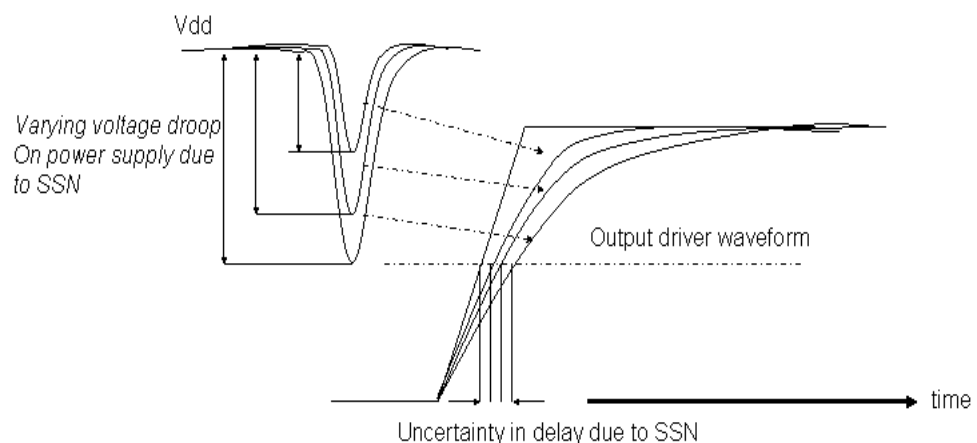 Vdd
Varying voltage droop
On power supply due
to SSN
Output driver waveform
time
Uncertainty in delay due to SSN